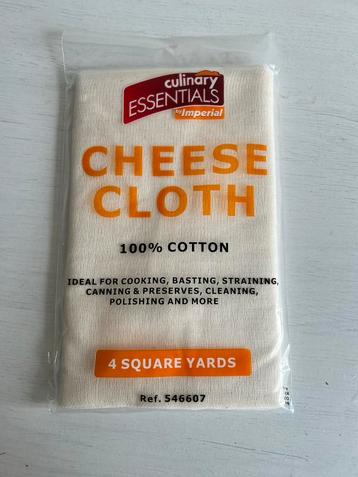 culinary
ESSENTIALS
by Imperial
CHEESE
CLOTH
100% COTTON
IDEAL FOR COOKING, BASTING, STRAINING,
CANNING & PRESERVES, CLEANING,
POLISHING AND MORE
4 SQUARE YARDS
Ref. 546607